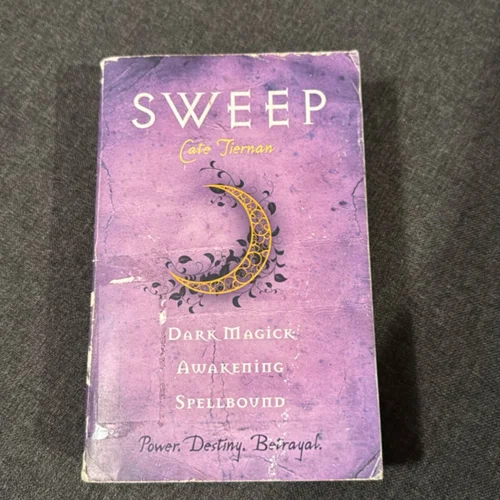 SWEEP
Cate Tiernan
DARK MAGICK
AWAKENING
SPELLBOUND
Power. Destiny. Betrayal.